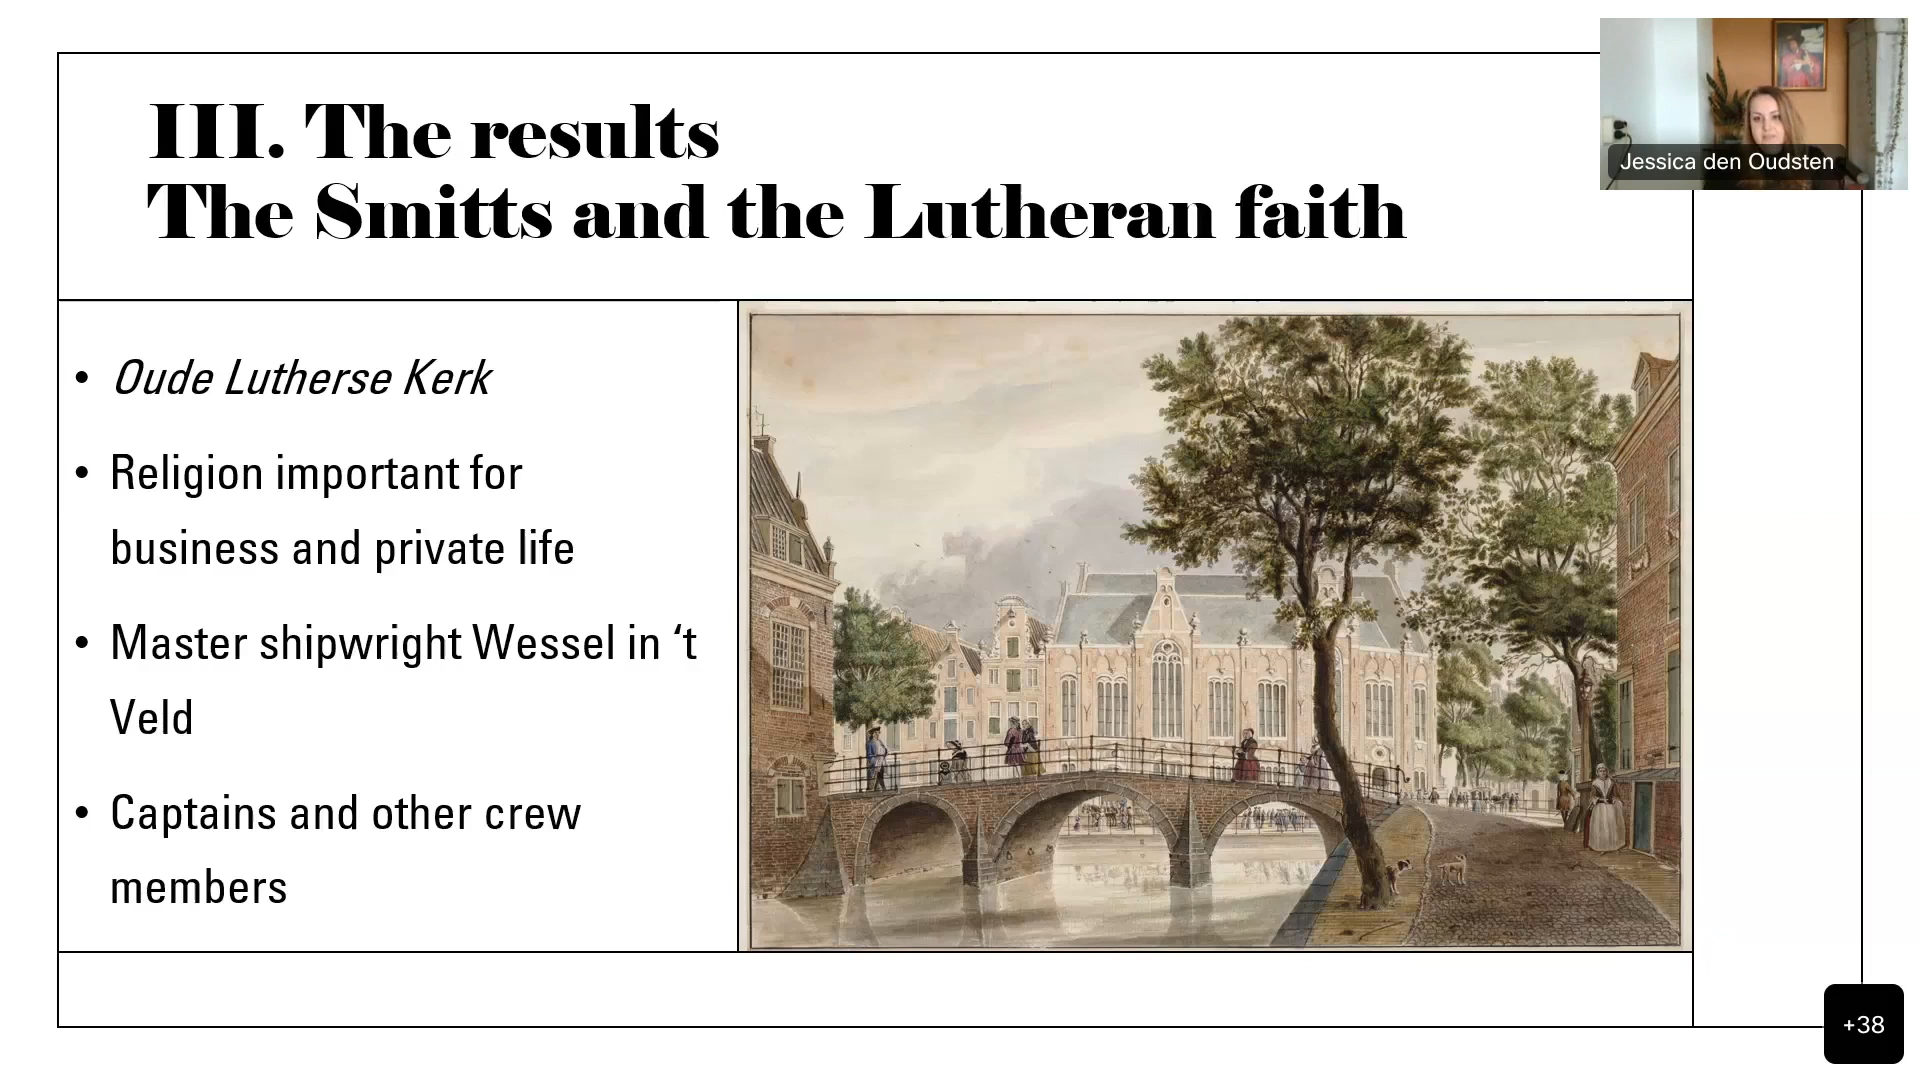 III. The results
The Smitts and the Lutheran faith
Jessica den Oudsten
• Oude Lutherse Kerk
• Religion important for
business and private life
• Master shipwright Wessel in ‘t
Veld
• Captains and other crew
members
+38